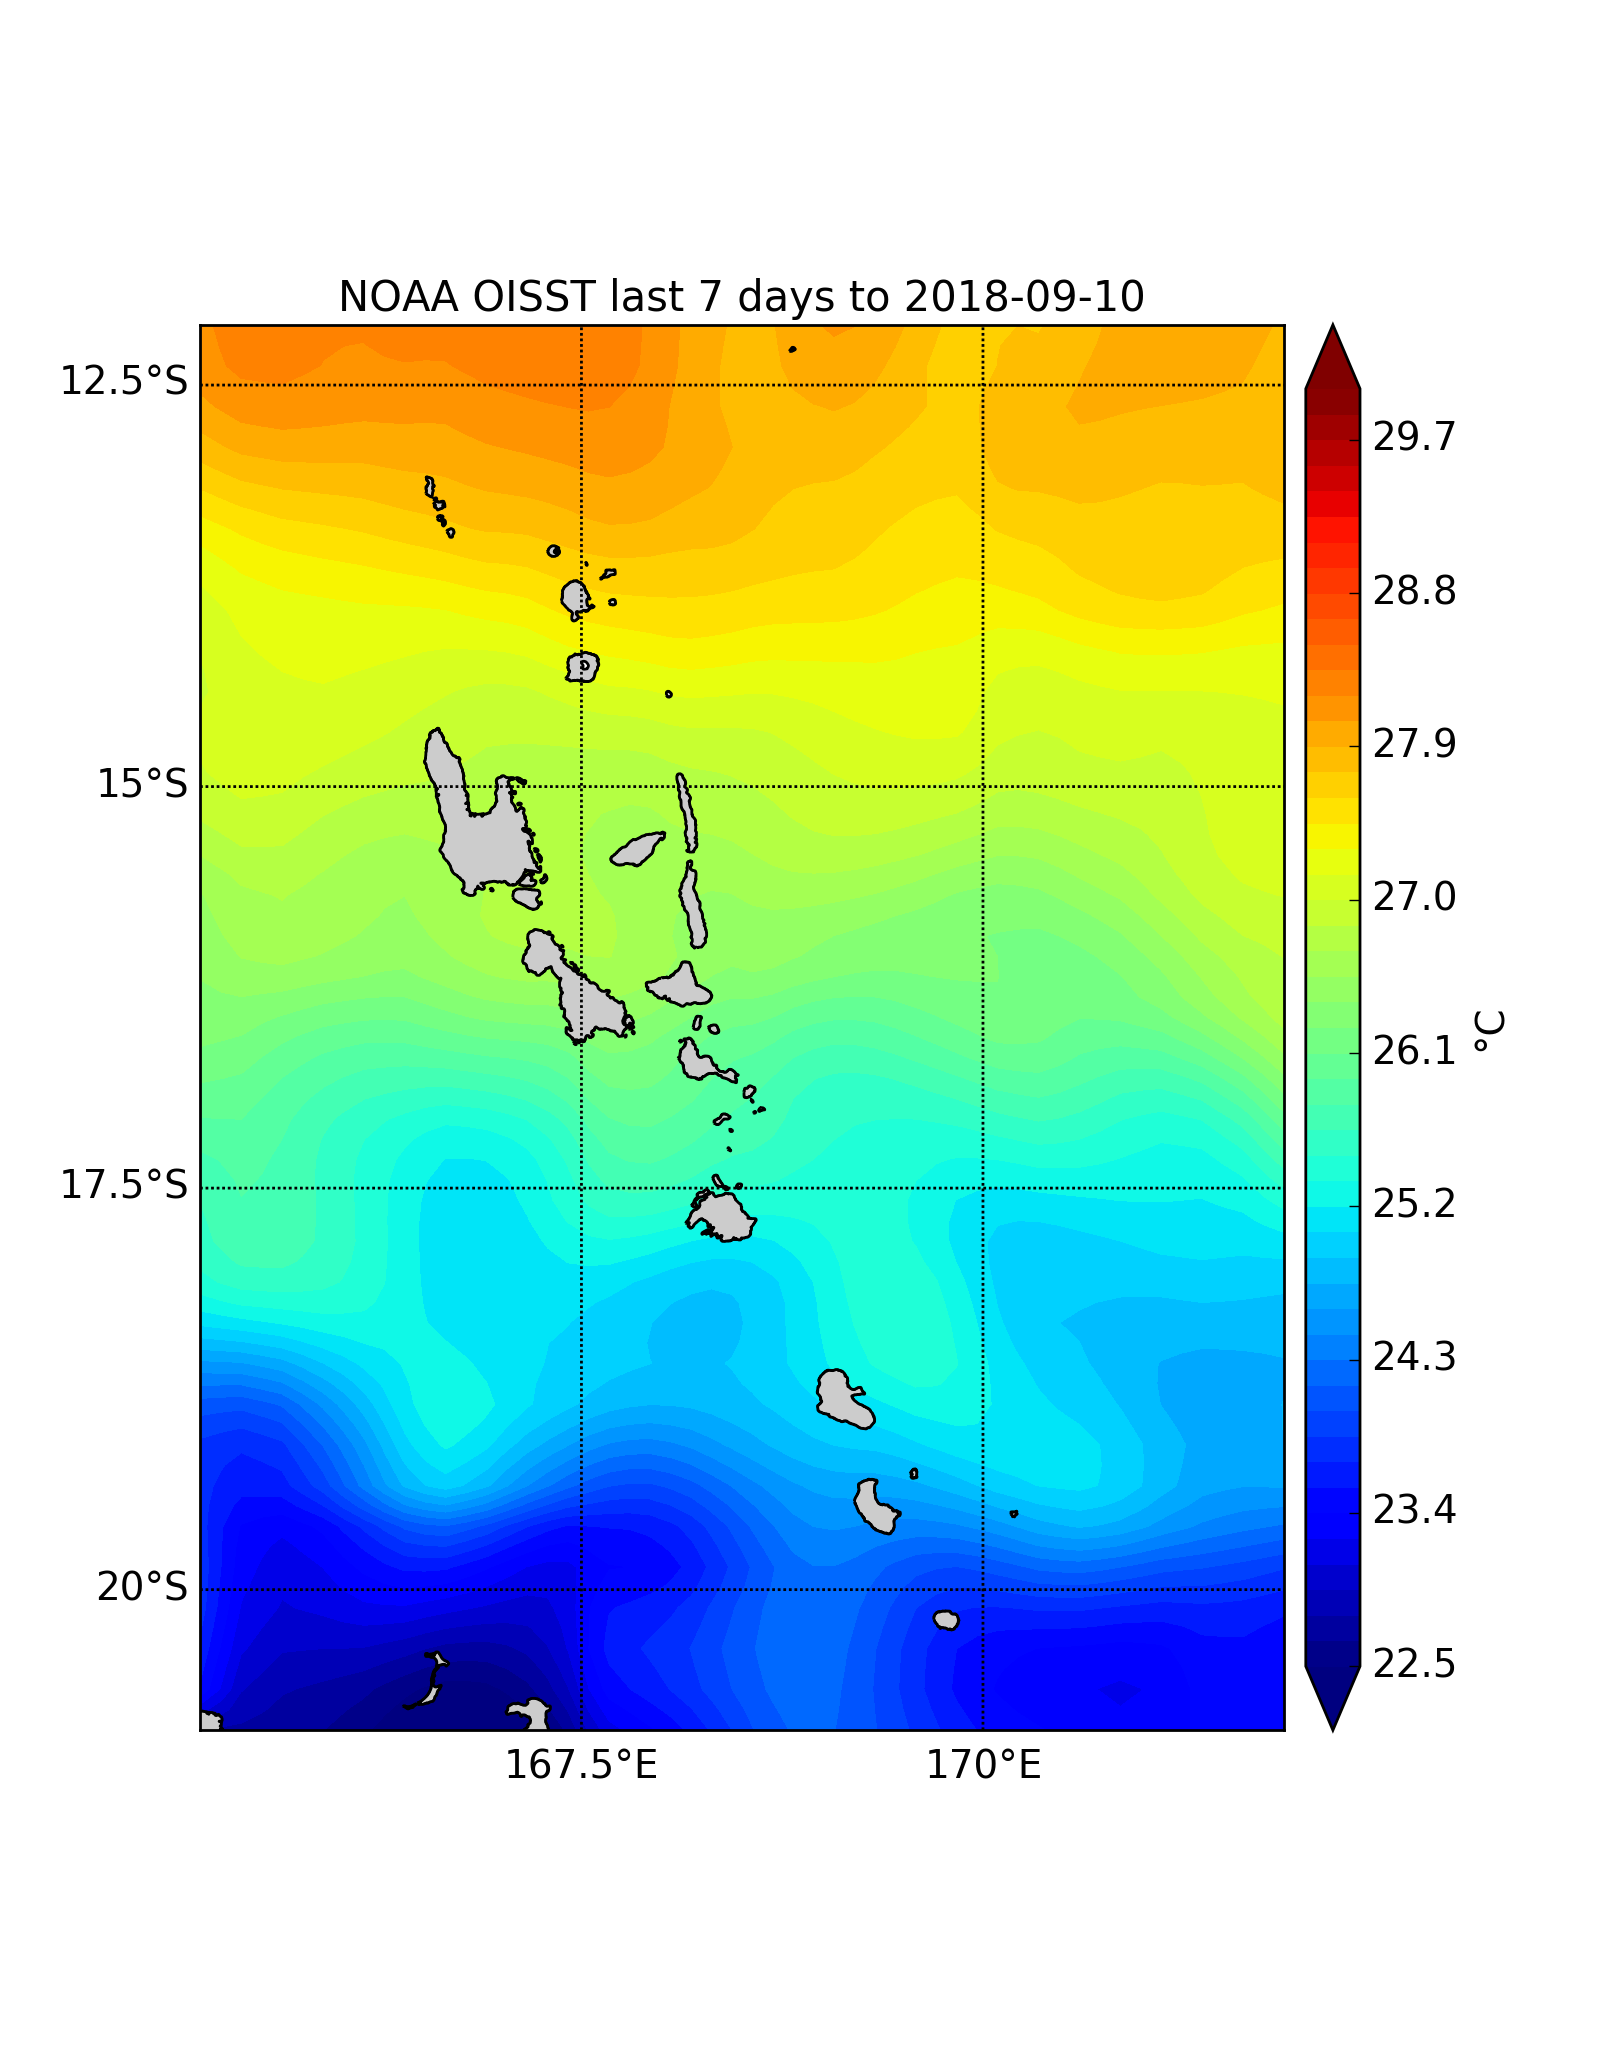 NOAA OISST last 7 days to 2018-09-10
12.5°S
15°S
17.5°S
20°S
167.5°E
170°E
29.7
28.8
27.9
27.0
26.1
25.2
24.3
23.4
22.5
°C